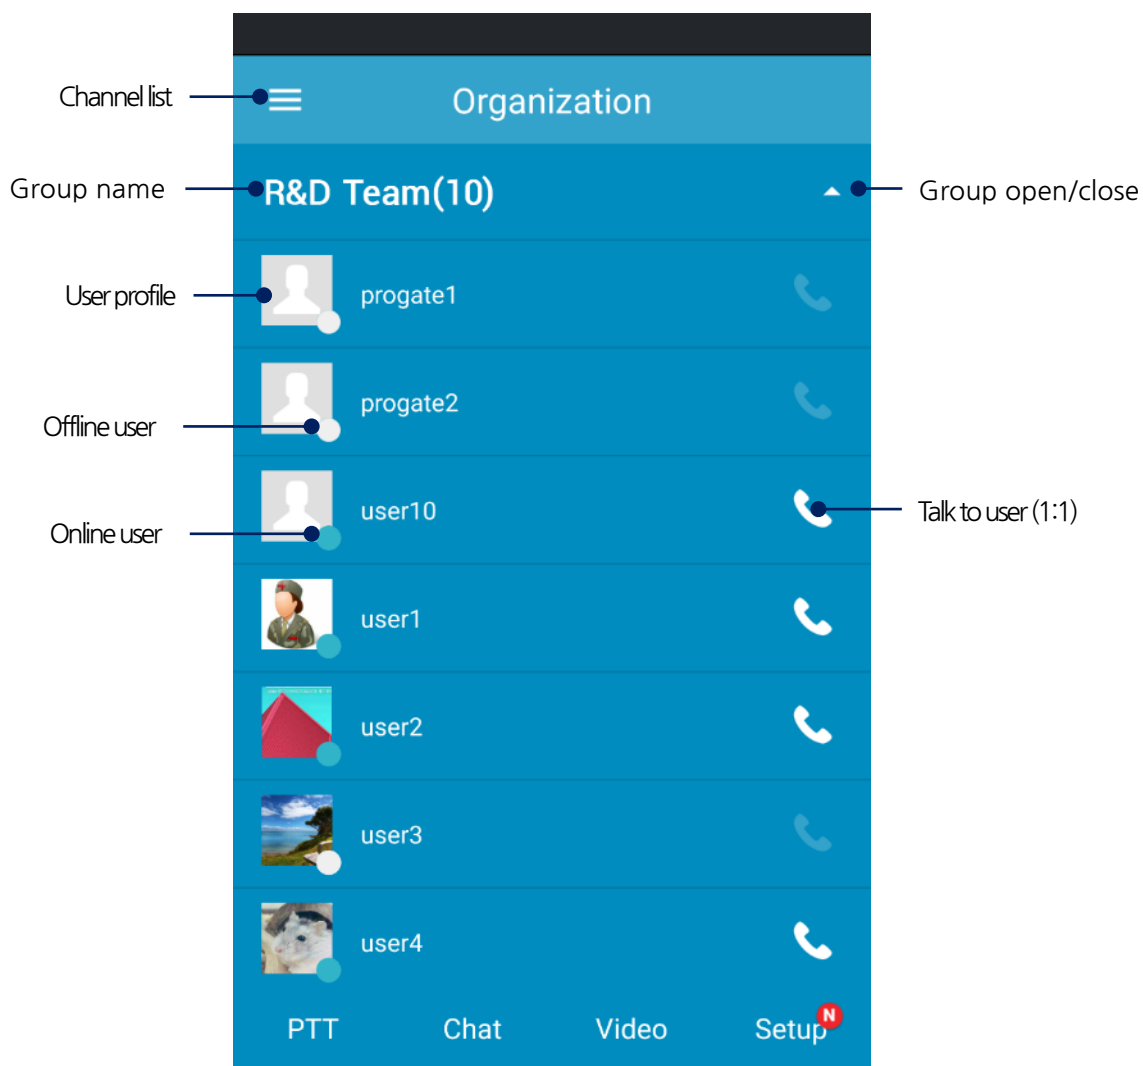 Channel list
Organization
Group name
R&D Team(10)
Group open/close
User profile
progate1
Offline user
progate2
Online user
user10
Talk to user (1:1)
user1
user2
user3
user4
PTT
Chat
Video
Setup
N